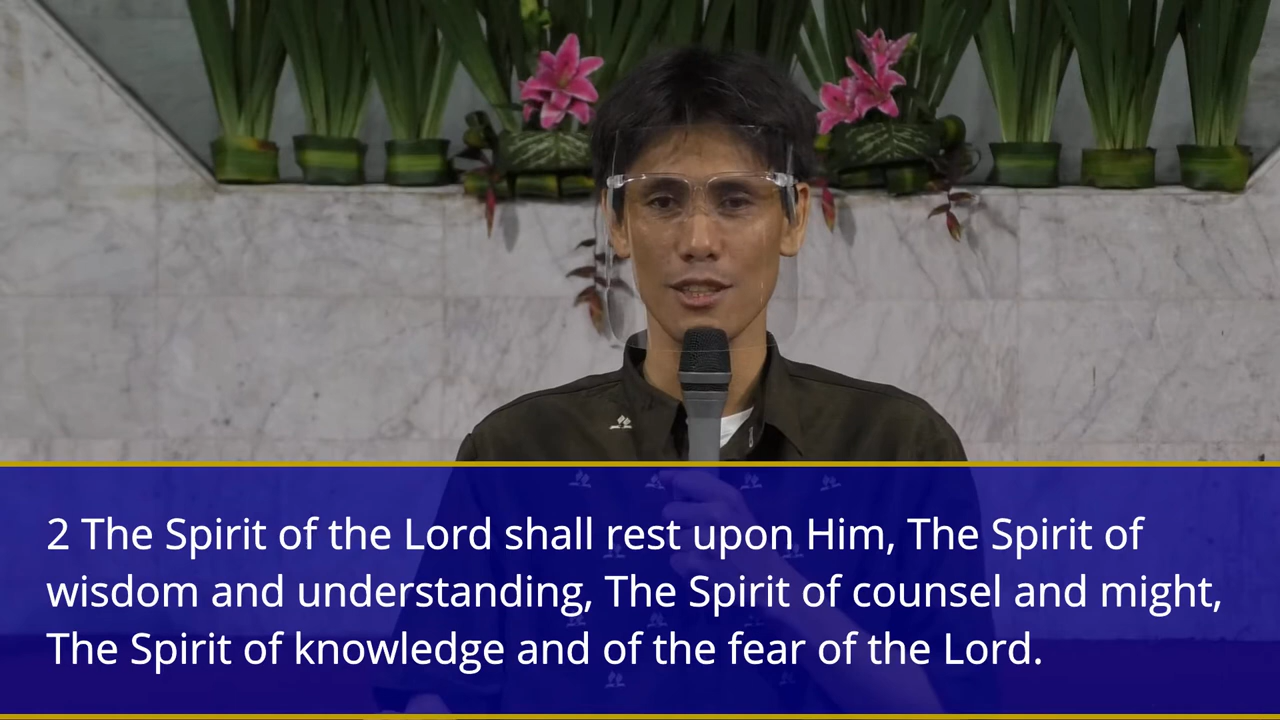 2 The Spirit of the Lord shall rest upon Him, The Spirit of
wisdom and understanding, The Spirit of counsel and might,
The Spirit of knowledge and of the fear of the Lord.